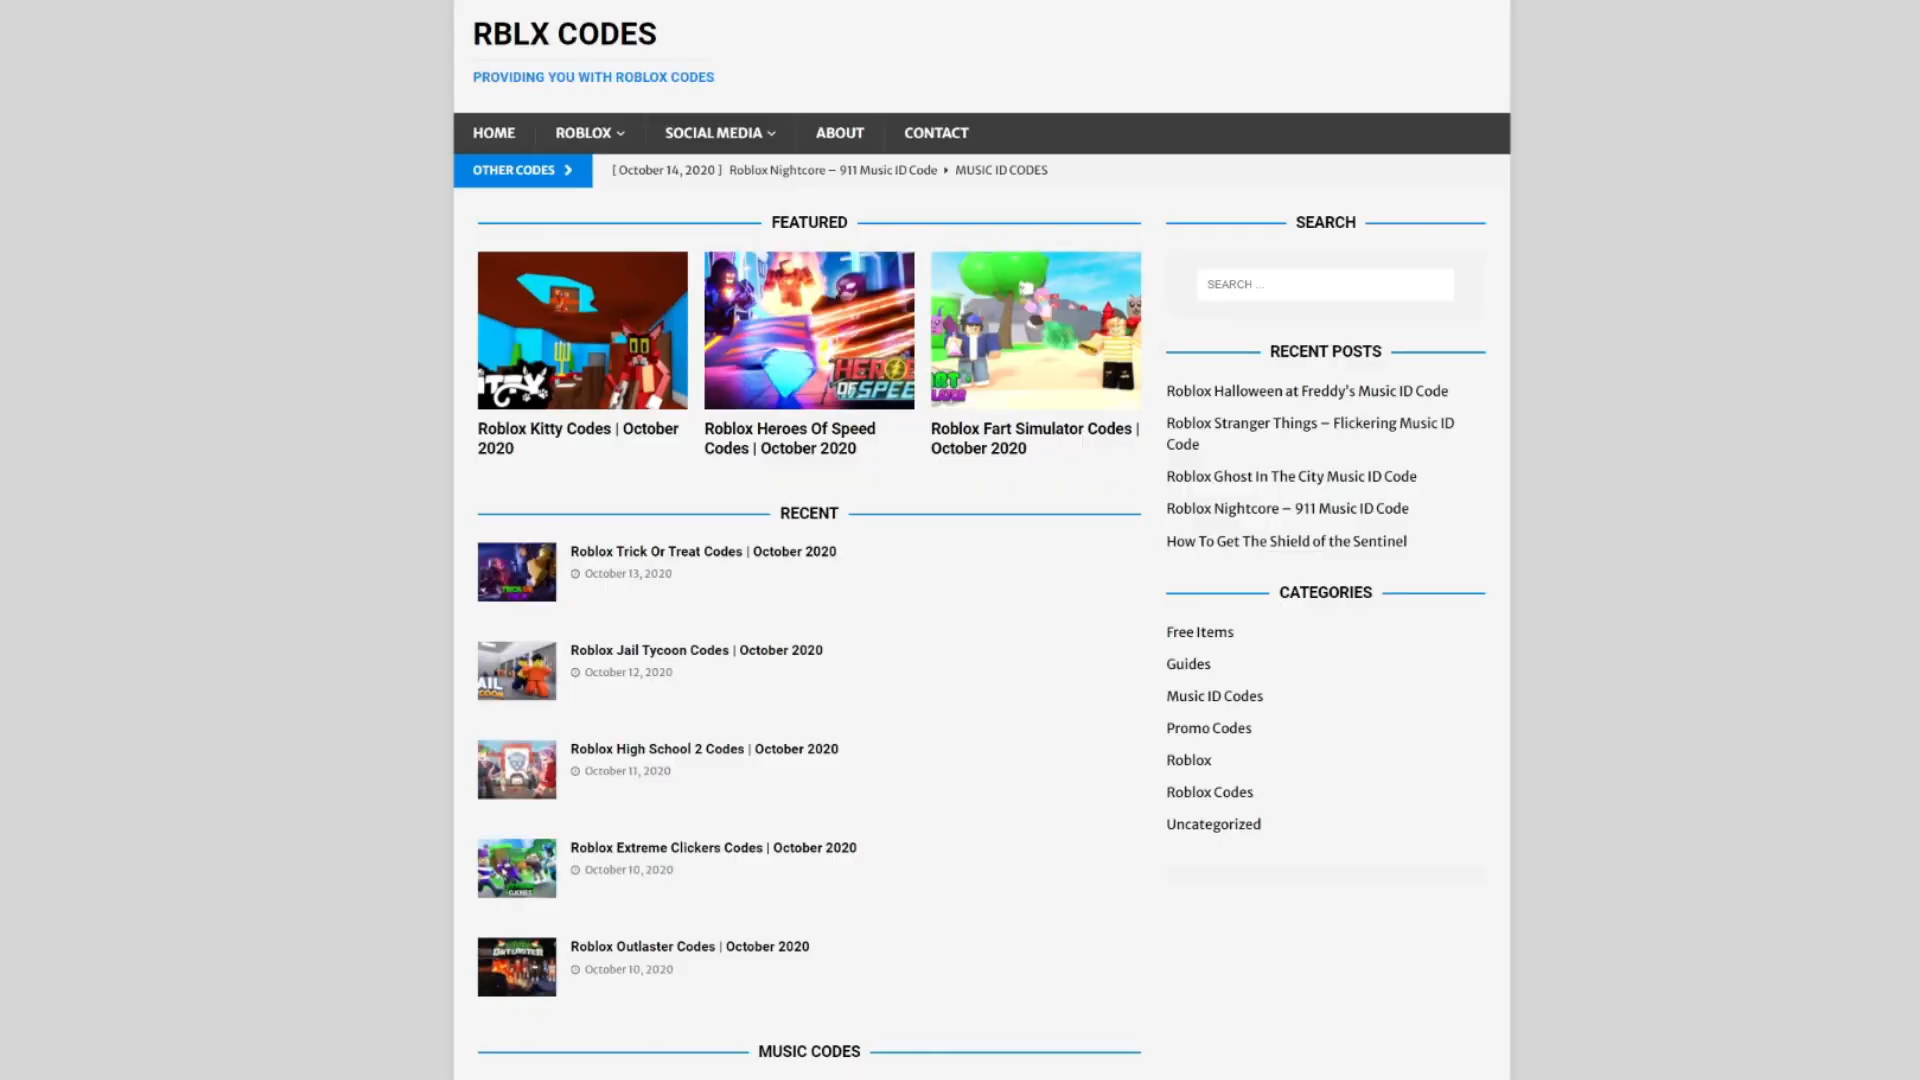 RBLX CODES
PROVIDING YOU WITH ROBLOX CODES
HOME ROBLOX SOCIAL MEDIA ABOUT CONTACT
OTHER CODES [ October 14, 2020 ] Roblox Nightcore – 911 Music ID Code MUSIC ID CODES
FEATURED
Roblox Kitty Codes | October
2020
HERO
OF SPEE
Roblox Heroes Of Speed
Codes | October 2020
Roblox Fart Simulator Codes |
October 2020
RECENT
Roblox Trick Or Treat Codes | October 2020
October 13, 2020
AIL
Roblox Jail Tycoon Codes | October 2020
October 12, 2020
Roblox High School 2 Codes | October 2020
October 11, 2020
Roblox Extreme Clickers Codes | October 2020
October 10, 2020
OUTLASTER
Roblox Outlaster Codes | October 2020
October 10, 2020
MUSIC CODES
SEARCH
SEARCH ...
RECENT POSTS
Roblox Halloween at Freddy's Music ID Code
Roblox Stranger Things – Flickering Music ID
Code
Roblox Ghost In The City Music ID Code
Roblox Nightcore – 911 Music ID Code
How To Get The Shield of the Sentinel
CATEGORIES
Free Items
Guides
Music ID Codes
Promo Codes
Roblox
Roblox Codes
Uncategorized